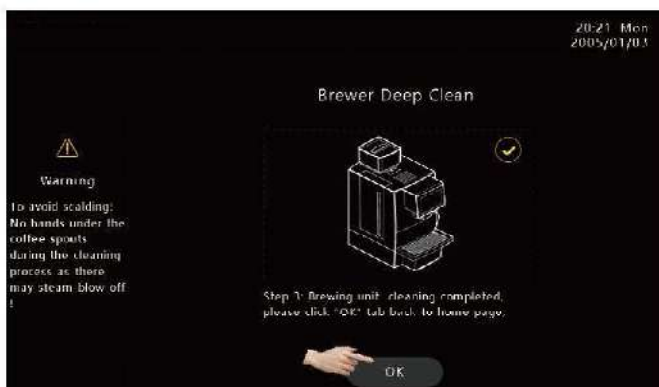 20:21 Mon
2005/01/03
Brewer Deep Clean
Warning
To avoid scalding:
No hands under the
coffee spouts
during the cleaning
process as there
may steam blow off
!
Step 3: Brewing unit cleaning completed,
please click "OK" tab back to home page.
OK